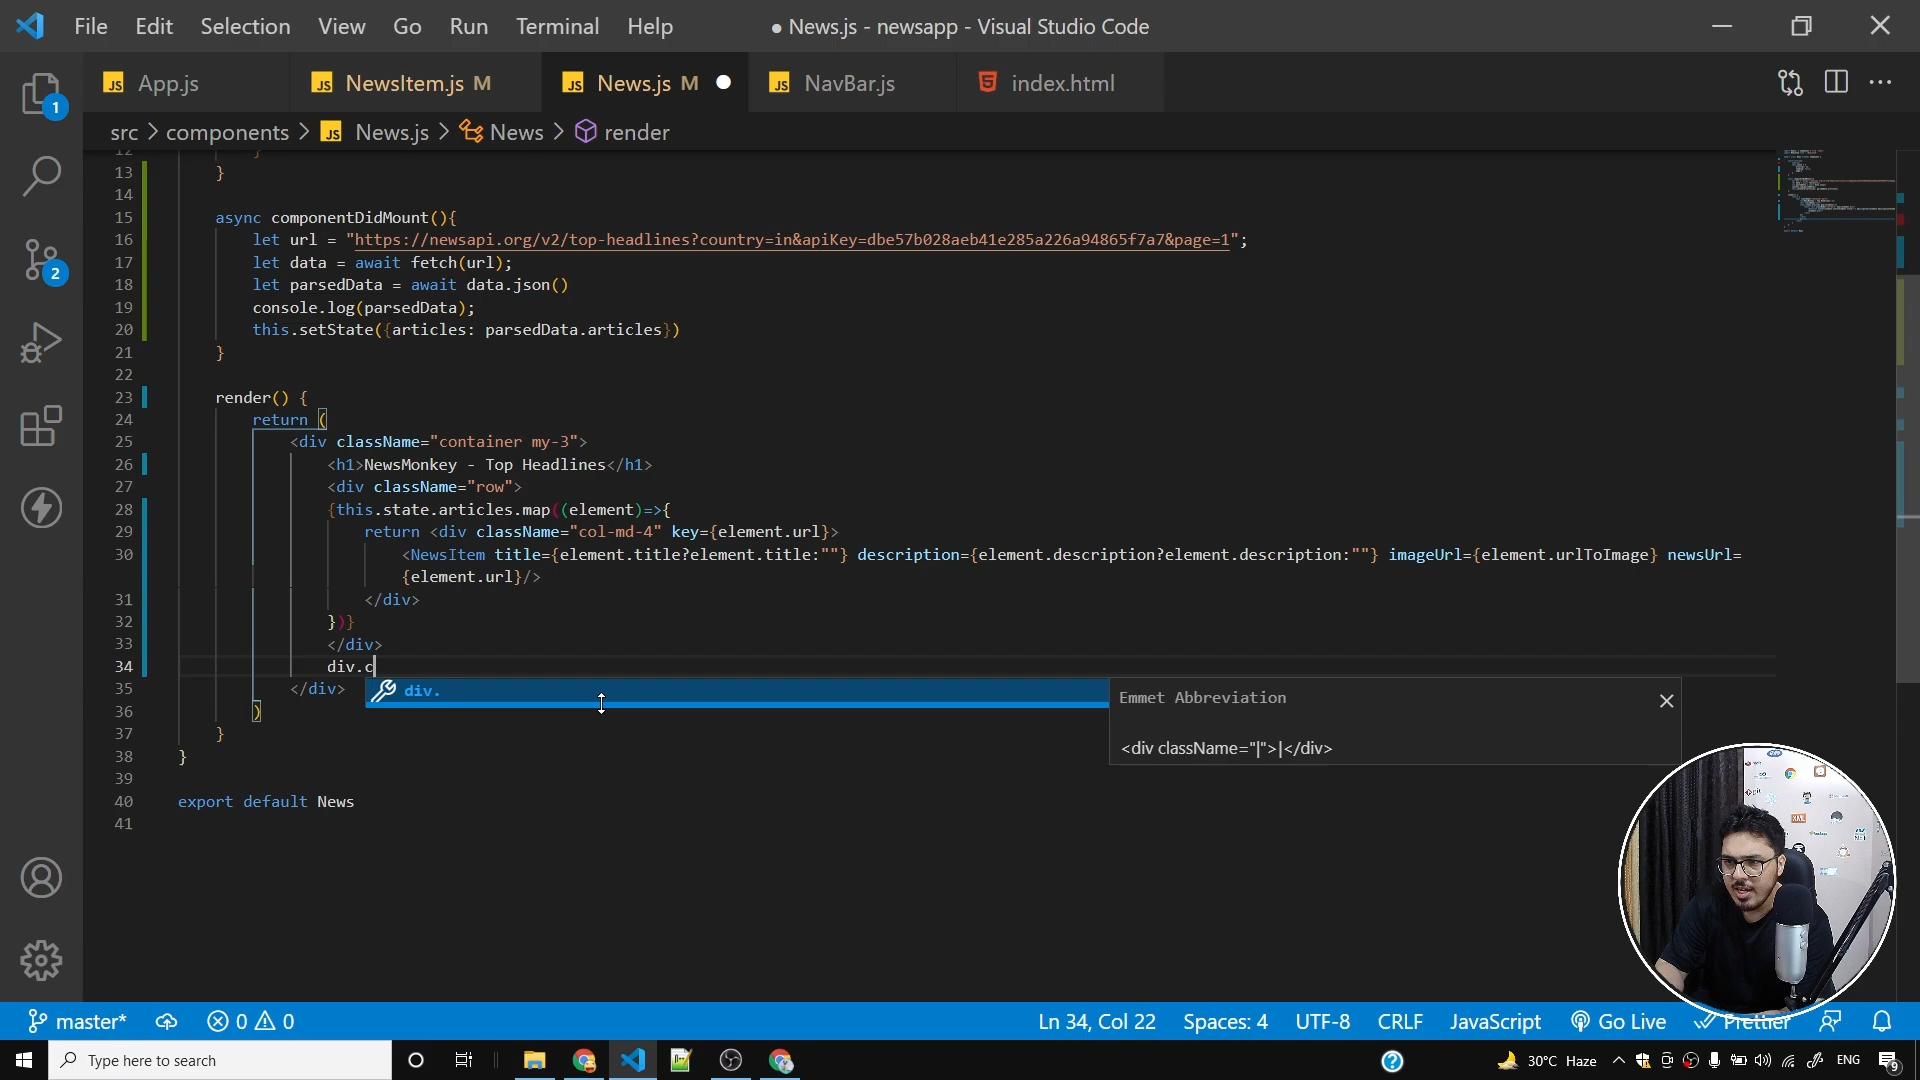 File Edit Selection View Go Run Terminal Help ● News.js - newsapp - Visual Studio Code
JS App.js JS NewsItem.js M JS News.js M JS NavBar.js index.html
src > components > JS News.js > News > render
1
2
12 }
13 }
14
15 async componentDidMount(){
16 let url = "https://newsapi.org/v2/top-headlines?country=in&apiKey=dbe57b028aeb41e285a226a94865f7a7&page=1";
17 let data = await fetch(url);
18 let parsedData = await data.json()
19 console.log(parsedData);
20 this.setState({articles: parsedData.articles})
21 }
22
23 render() {
24 return (
25 <div className="container my-3">
26 <h1>NewsMonkey - Top Headlines</h1>
27 <div className="row">
28 {this.state.articles.map((element)=>{
29 return <div className="col-md-4" key={element.url}>
30 <NewsItem title={element.title?element.title:""} description={element.description?element.description:""} imageUrl={element.urlToImage} newsUrl=
{element.url}/>
31 </div>
32 })}
33 </div>
34 div.c
35 </div>
div.
Emmet Abbreviation
<div className="|">|</div>
36 )
37 }
38 }
39
40 export default News
41
master* 0 0 Ln 34, Col 22 Spaces: 4 UTF-8 CRLF JavaScript Go Live Prettier
Type here to search 30°C Haze ENG 9